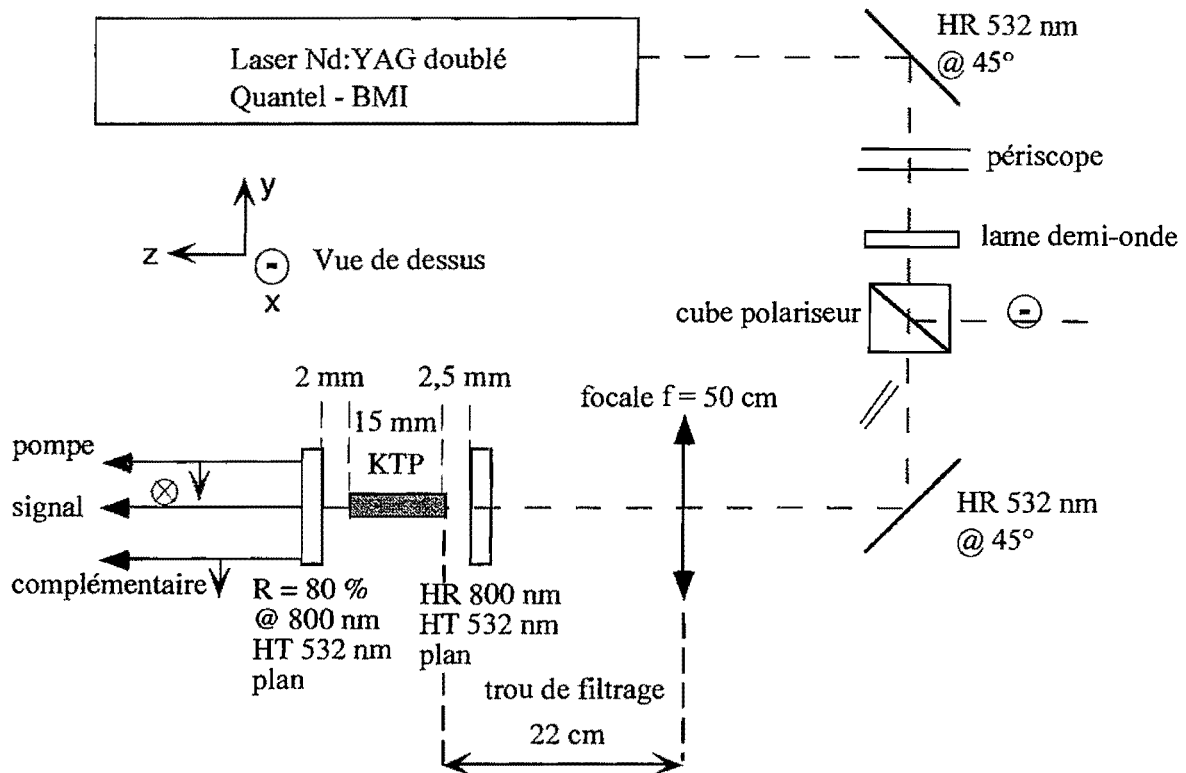 Laser Nd:YAG doublé
Quantel - BMI
HR 532 nm
@ 45°
périscope
lame demi-onde
cube polariseur
y
z
x
Vue de dessus
2 mm
2,5 mm
15 mm
KTP
focale f = 50 cm
pompe
signal
complémentaire
HR 532 nm
@ 45°
R = 80 %
@ 800 nm
HT 532 nm
plan
HR 800 nm
HT 532 nm
plan
trou de filtrage
22 cm